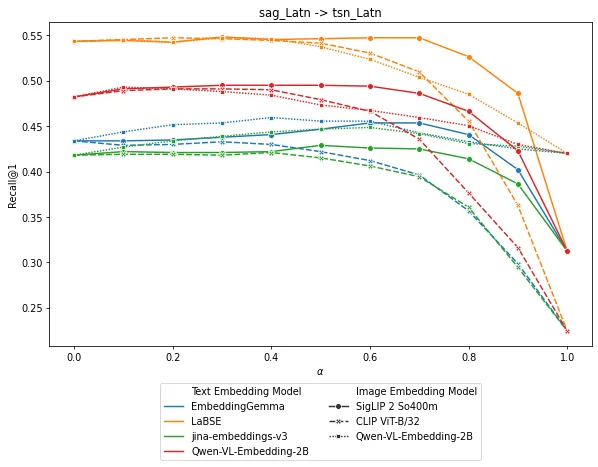 sag_Latn -> tsn_Latn
Recall@1
0.55
0.50
0.45
0.40
0.35
0.30
0.25
0.0 0.2 0.4 0.6 0.8 1.0
α
Text Embedding Model
EmbeddingGemma
LaBSE
jina-embeddings-v3
Qwen-VL-Embedding-2B
Image Embedding Model
SigLIP 2 So400m
CLIP ViT-B/32
Qwen-VL-Embedding-2B